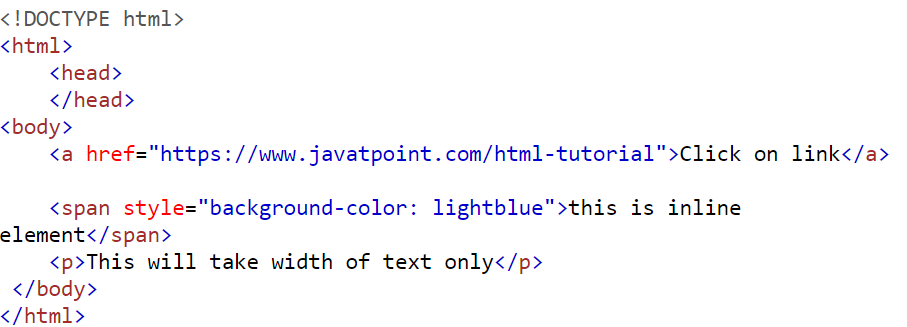 <!DOCTYPE html>
<html>
    <head>
    </head>
<body>
    <a href="https://www.javatpoint.com/html-tutorial">Click on link</a>
    <span style="background-color: lightblue">this is inline
element</span>
    <p>This will take width of text only</p>
 </body>
</html>